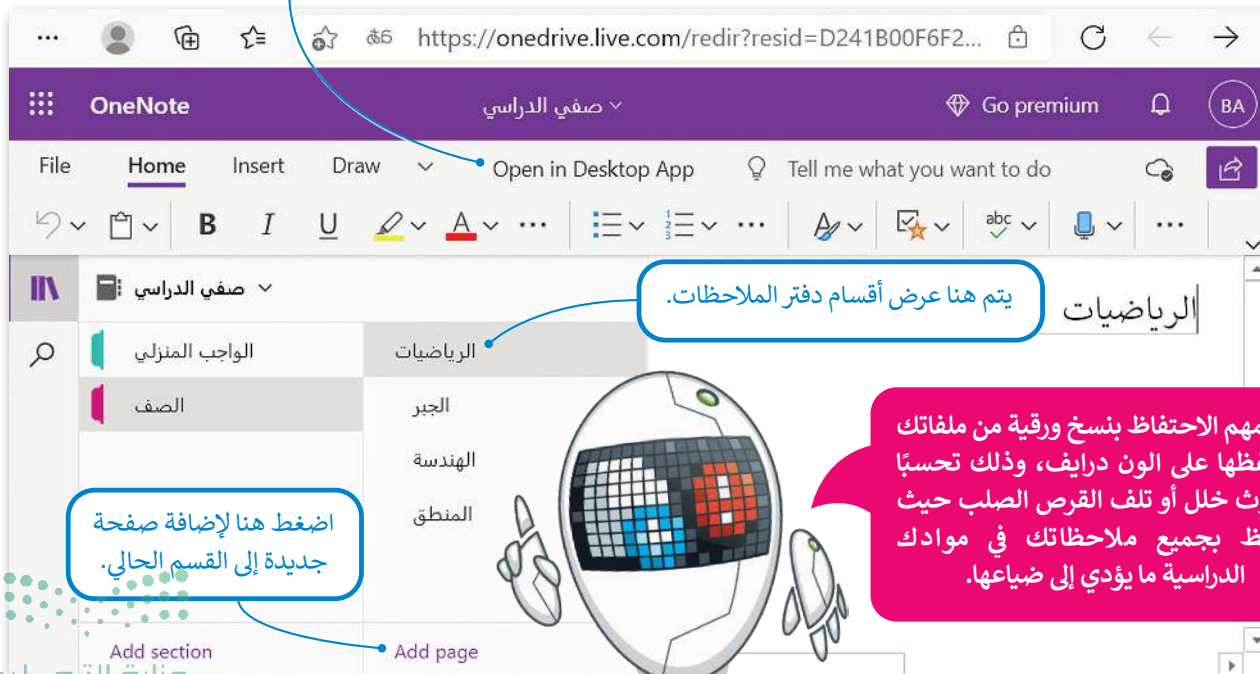 https://onedrive.live.com/redir?resid=D241B00F6F2...
OneNote
صفي الدراسي
Go premium
BA
File Home Insert Draw Open in Desktop App Tell me what you want to do
B I U A abc
صفي الدراسي
يتم هنا عرض أقسام دفتر الملاحظات.
الرياضيات
الواجب المنزلي
الرياضيات
الصف
الجبر
الهندسة
المنطق
الاحتفاظ بنسخ ورقية من ملفاتك
على الون درايف، وذلك تحسبًا
خلل أو تلف القرص الصلب حيث
بجميع ملاحظاتك في موادك
الدراسية ما يؤدي إلى ضياعها.
اضغط هنا لإضافة صفحة
جديدة إلى القسم الحالي.
Add section
Add page